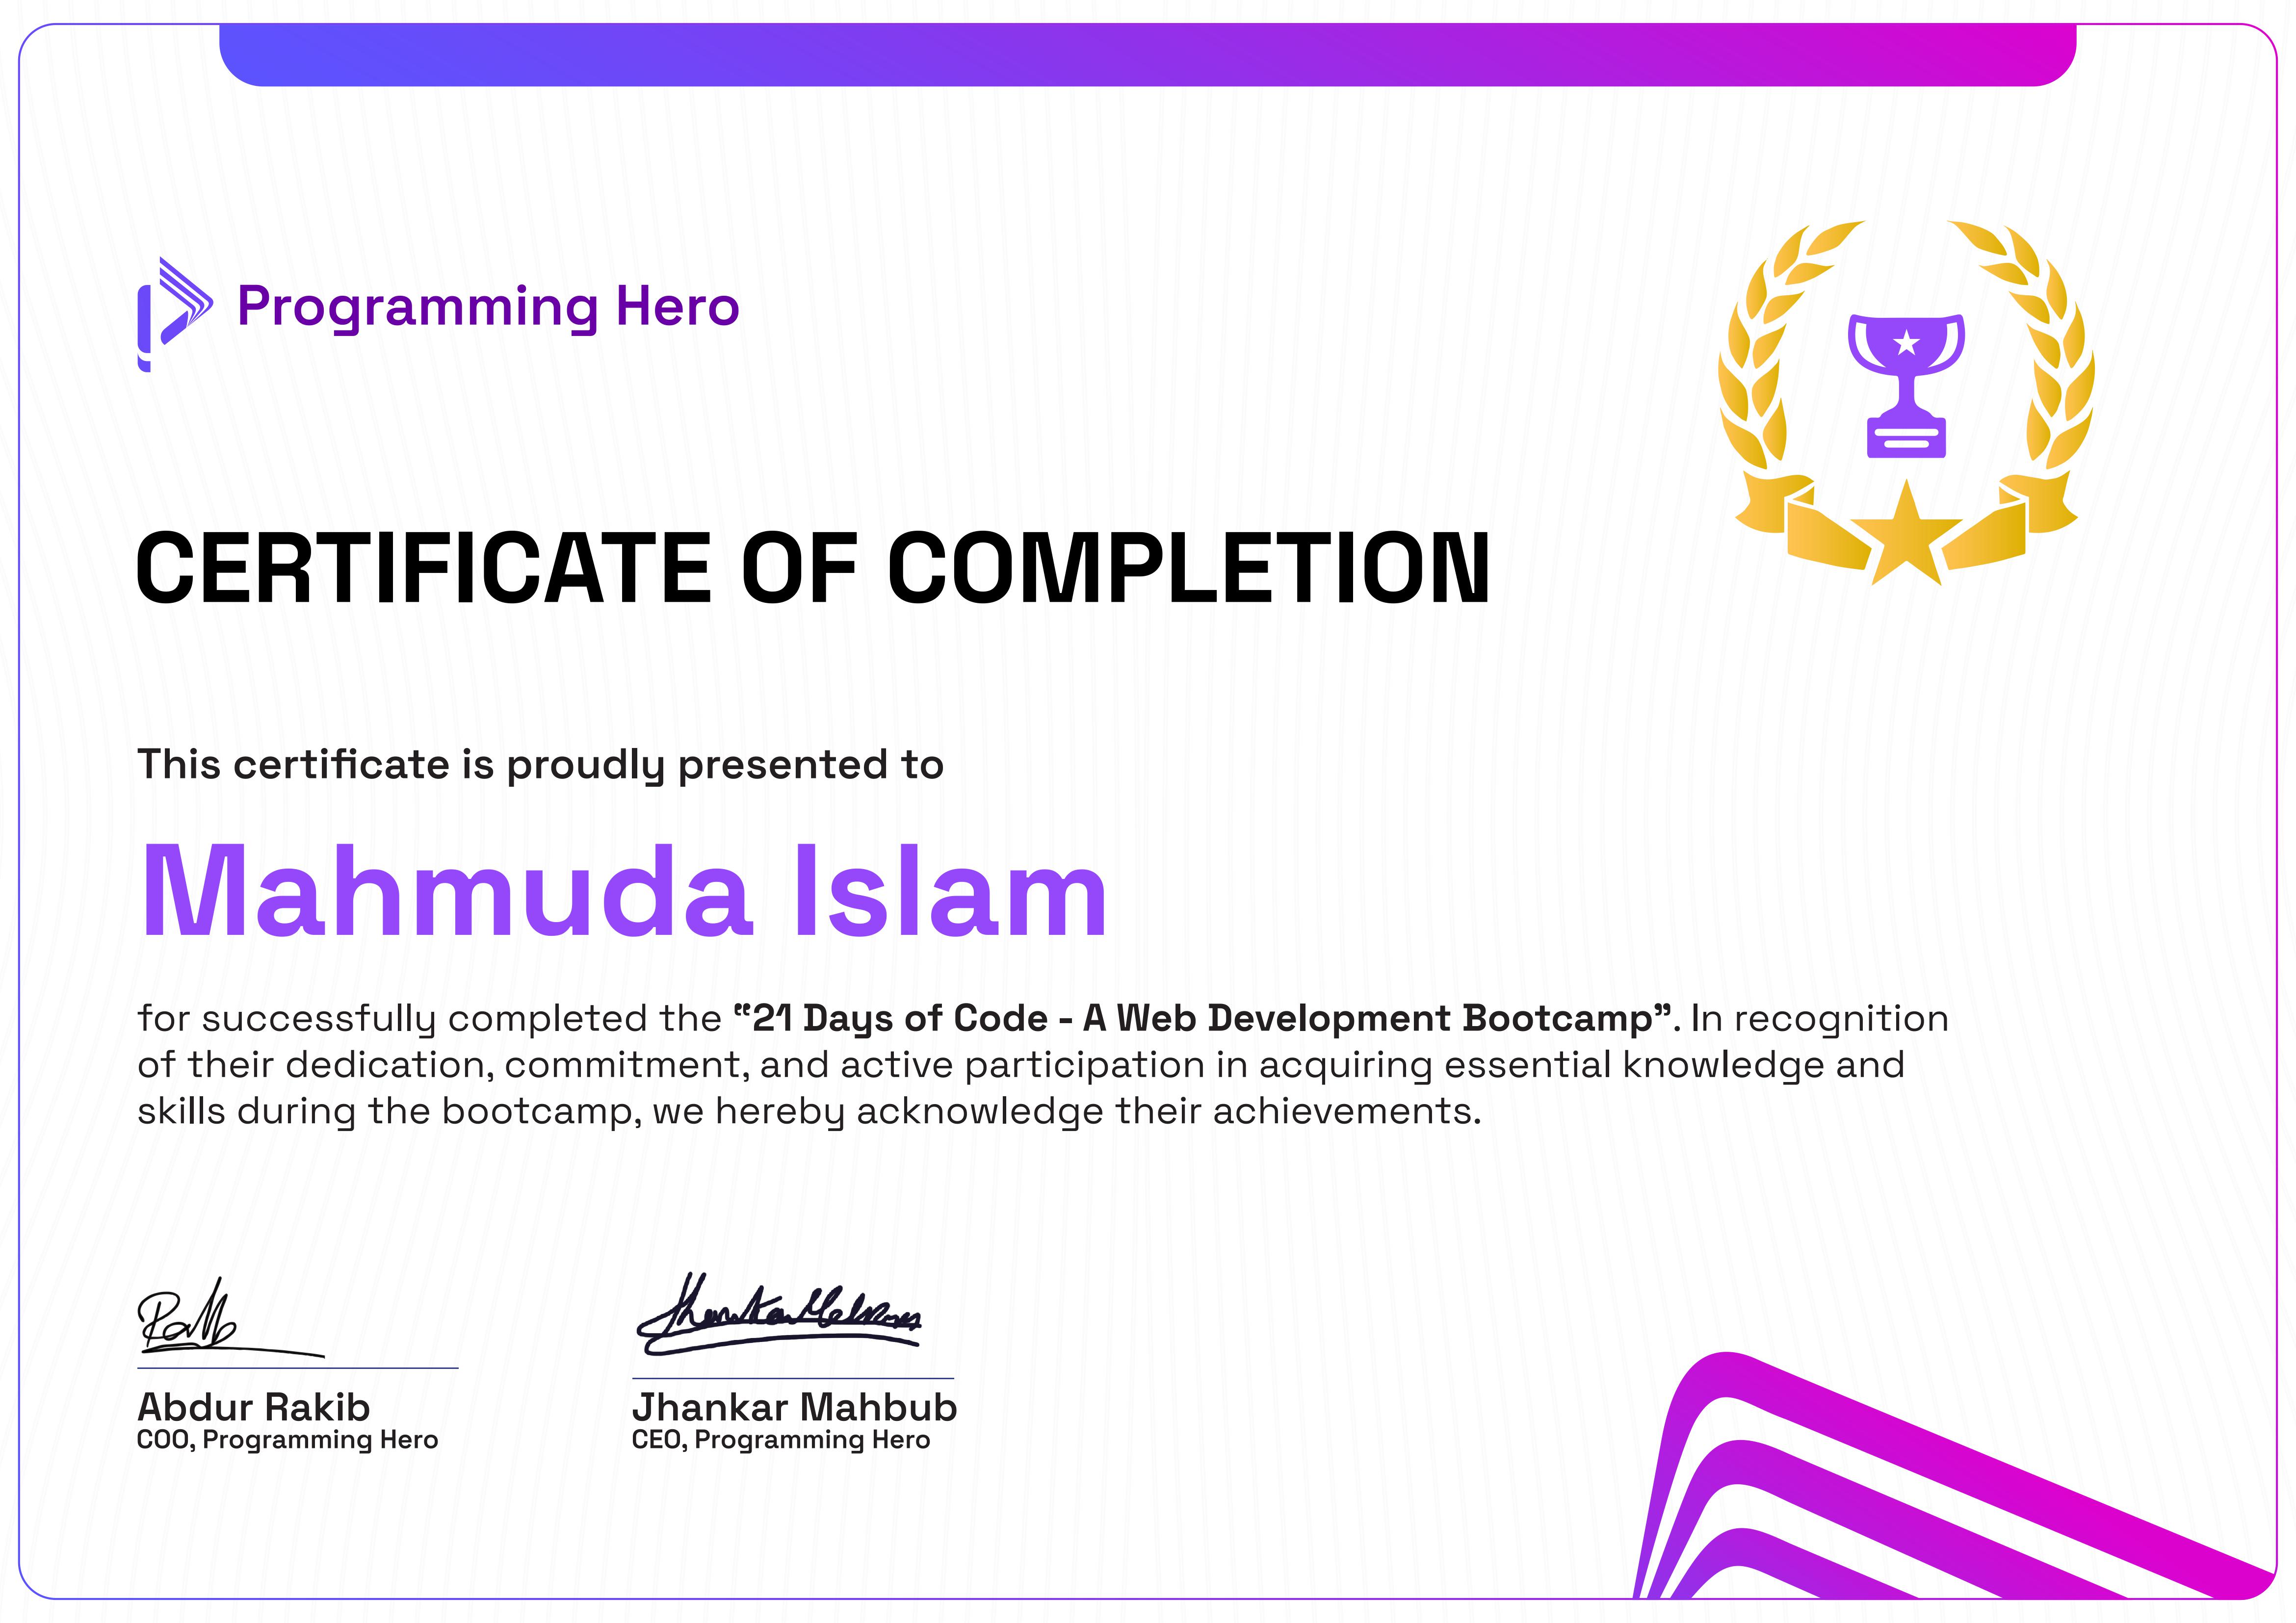 Programming Hero
CERTIFICATE OF COMPLETION
This certificate is proudly presented to
Mahmuda Islam
for successfully completed the “21 Days of Code - A Web Development Bootcamp”. In recognition
of their dedication, commitment, and active participation in acquiring essential knowledge and
skills during the bootcamp, we hereby acknowledge their achievements.
Abdur Rakib
COO, Programming Hero
Jhankar Mahbub
CEO, Programming Hero